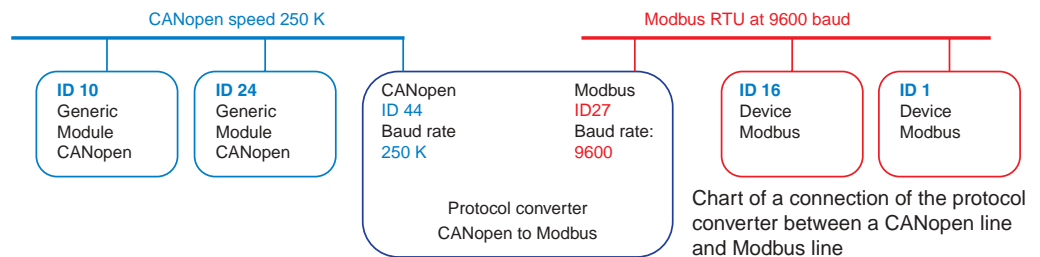 CANopen speed 250 K
Modbus RTU at 9600 baud
ID 10
Generic
Module
CANopen
ID 24
Generic
Module
CANopen
CANopen
ID 44
Baud rate
250 K
Modbus
ID27
Baud rate:
9600
Protocol converter
CANopen to Modbus
ID 16
Device
Modbus
ID 1
Device
Modbus
Chart of a connection of the protocol
converter between a CANopen line
and Modbus line